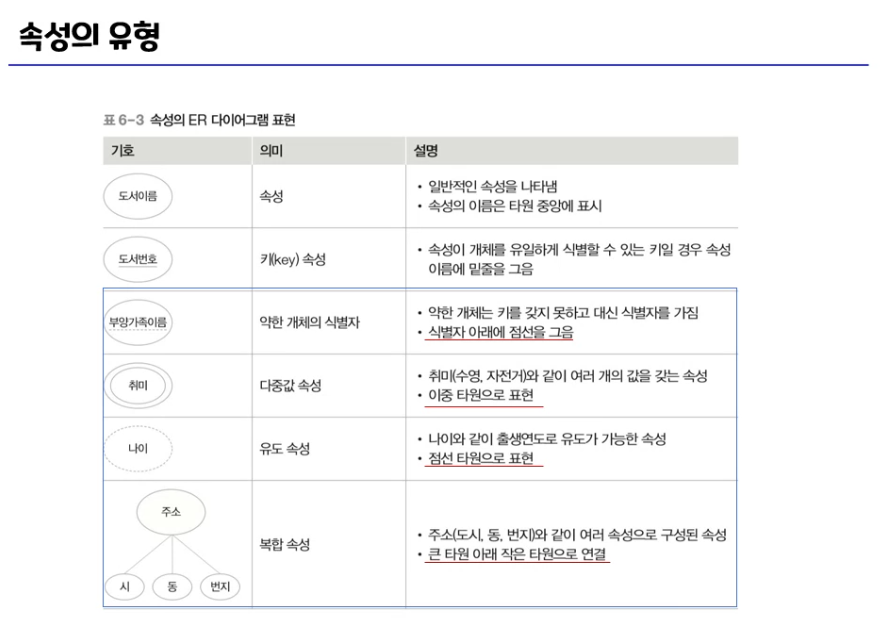 속성의 유형
표 6-3 속성의 ER 다이어그램 표현
기호 의미 설명
도서이름
속성
• 일반적인 속성을 나타냄
• 속성의 이름은 타원 중앙에 표시
도서번호
키(key) 속성
• 속성이 개체를 유일하게 식별할 수 있는 키일 경우 속성
이름에 밑줄을 그음
부양가족이름
약한 개체의 식별자
• 약한 개체는 키를 갖지 못하고 대신 식별자를 가짐
• 식별자 아래에 점선을 그음
취미
다중값 속성
• 취미(수영, 자전거)와 같이 여러 개의 값을 갖는 속성
• 이중 타원으로 표현
나이
유도 속성
• 나이와 같이 출생연도로 유도가 가능한 속성
• 점선 타원으로 표현
주소
시 동 번지
복합 속성
• 주소(도시, 동, 번지)와 같이 여러 속성으로 구성된 속성
• 큰 타원 아래 작은 타원으로 연결